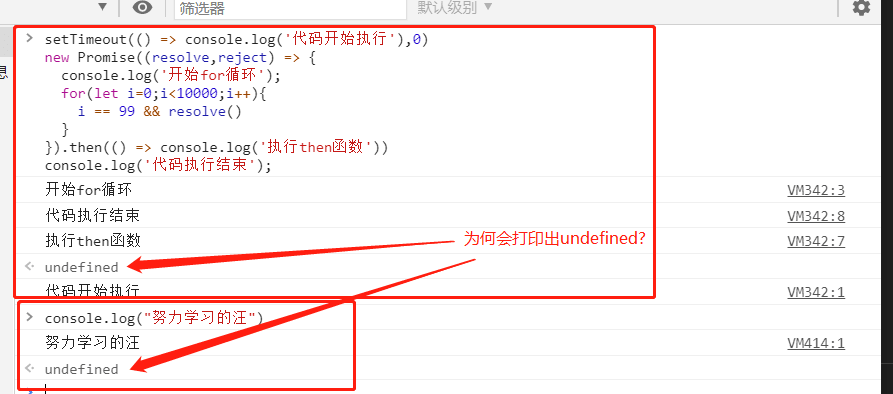 筛选器 默认级别
息
setTimeout(() => console.log('代码开始执行'),0)
new Promise((resolve,reject) => {
console.log('开始for循环');
for(let i=0;i<10000;i++){
i == 99 && resolve()
}
}).then(() => console.log('执行then函数'))
console.log('代码执行结束');
开始for循环 VM342:3
代码执行结束 VM342:8
执行then函数 VM342:7
为何会打印出undefined?
undefined
代码开始执行 VM342:1
console.log("努力学习的汪")
努力学习的汪 VM414:1
undefined